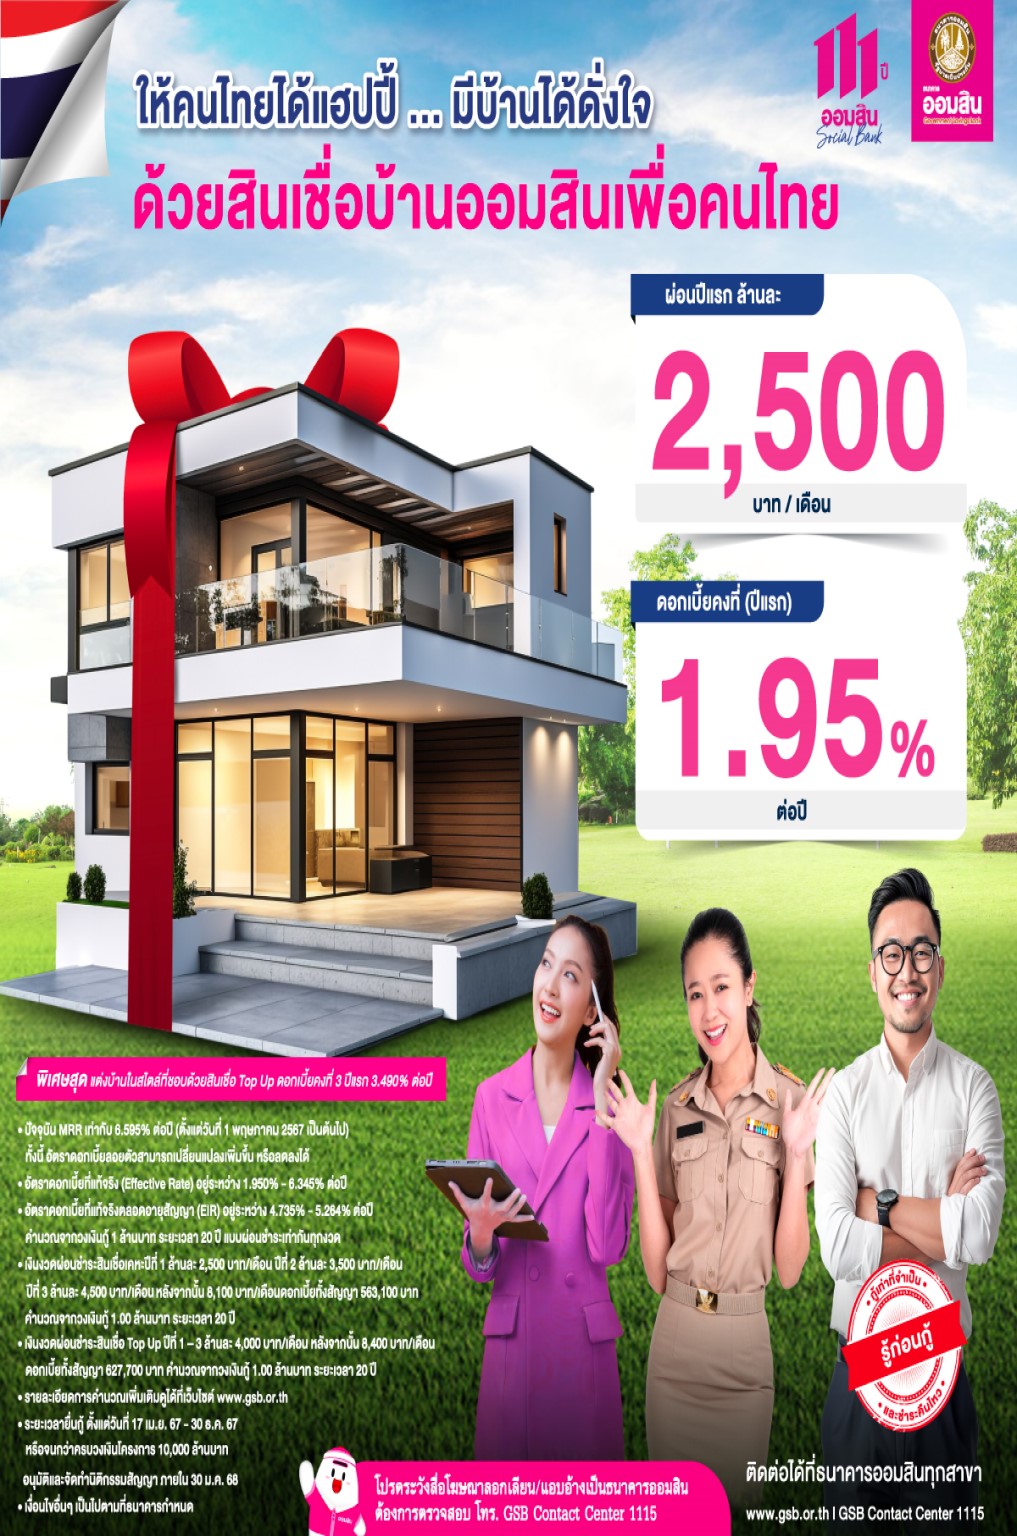 ให้คนไทยได้แฮปปี้ ... มีบ้านได้ดั่งใจ
ด้วยสินเชื่อบ้านออมสินเพื่อคนไทย
111 ปี
ออมสิน
Social Bank
ธนาคาร
ออมสิน
Government Savings Bank
ผ่อนปีแรก ล้านละ
2,500
บาท / เดือน
ดอกเบี้ยคงที่ (ปีแรก)
1.95%
ต่อปี
พิเศษสุด แต่งบ้านในสไตล์ที่ชอบด้วยสินเชื่อ Top Up ดอกเบี้ยคงที่ 3 ปีแรก 3.490% ต่อปี
• ปัจจุบัน MRR เท่ากับ 6.595% ต่อปี (ตั้งแต่วันที่ 1 พฤษภาคม 2567 เป็นต้นไป)
ทั้งนี้ อัตราดอกเบี้ยลอยตัวสามารถเปลี่ยนแปลงเพิ่มขึ้น หรือลดลงได้
• อัตราดอกเบี้ยที่แท้จริง (Effective Rate) อยู่ระหว่าง 1.950% - 6.345% ต่อปี
• อัตราดอกเบี้ยที่แท้จริงตลอดอายุสัญญา (EIR) อยู่ระหว่าง 4.735% - 5.264% ต่อปี
คำนวณจากวงเงินกู้ 1 ล้านบาท ระยะเวลา 20 ปี แบบผ่อนชำระเท่ากันทุกงวด
• เงินงวดผ่อนชำระสินเชื่อเคหะปีที่ 1 ล้านละ 2,500 บาท/เดือน ปีที่ 2 ล้านละ 3,500 บาท/เดือน
ปีที่ 3 ล้านละ 4,500 บาท/เดือน หลังจากนั้น 8,100 บาท/เดือนดอกเบี้ยทั้งสัญญา 563,100 บาท
คำนวณจากวงเงินกู้ 1.00 ล้านบาท ระยะเวลา 20 ปี
• เงินงวดผ่อนชำระสินเชื่อ Top Up ปีที่ 1 – 3 ล้านละ 4,000 บาท/เดือน หลังจากนั้น 8,400 บาท/เดือน
ดอกเบี้ยทั้งสัญญา 627,700 บาท คำนวณจากวงเงินกู้ 1.00 ล้านบาท ระยะเวลา 20 ปี
• รายละเอียดการคำนวณเพิ่มเติมดูได้ที่เว็บไซต์ www.gsb.or.th
• ระยะเวลายื่นกู้ ตั้งแต่วันที่ 17 เม.ย. 67 - 30 ธ.ค. 67
หรือจนกว่าครบวงเงินโครงการ 10,000 ล้านบาท
อนุมัติและจัดทำนิติกรรมสัญญา ภายใน 30 ม.ค. 68
• เงื่อนไขอื่นๆ เป็นไปตามที่ธนาคารกำหนด
กู้เท่าที่จำเป็น
รู้ก่อนกู้
และชำระคืนไหว
ออมสิน
โปรดระวังสื่อโฆษณาลอกเลียน/แอบอ้างเป็นธนาคารออมสิน
ต้องการตรวจสอบ โทร. GSB Contact Center 1115
ติดต่อได้ที่ธนาคารออมสินทุกสาขา
www.gsb.or.th I GSB Contact Center 1115